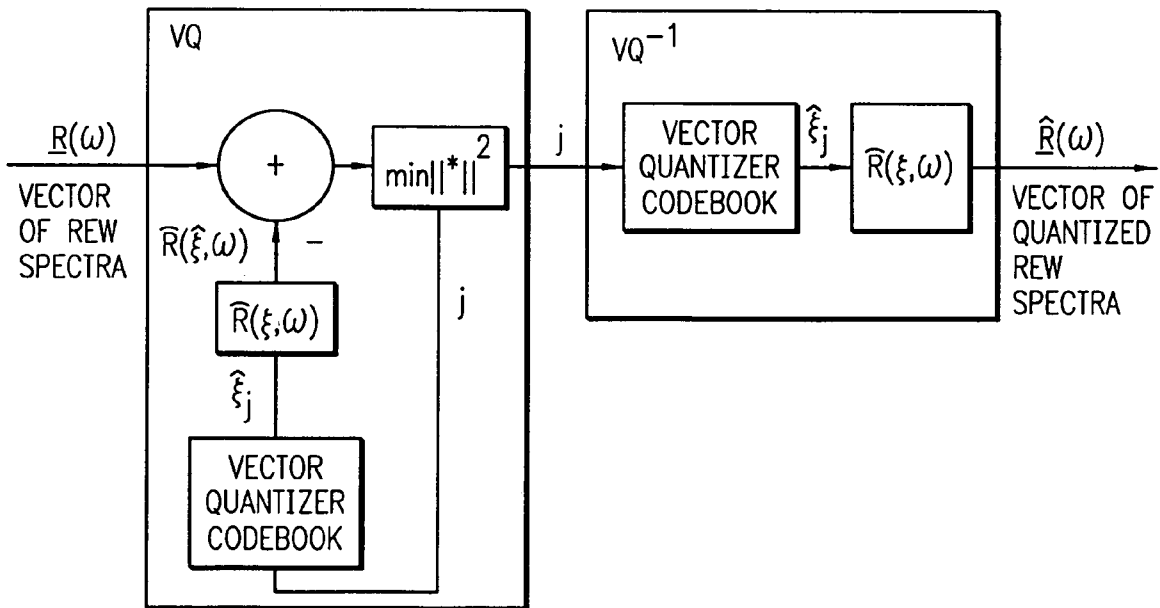 VQ
R(ω)
VECTOR
OF REW
SPECTRA
+
min||*||²
j
R̂(ξ̂,ω)
−
R̂(ξ,ω)
ξ̂j
VECTOR
QUANTIZER
CODEBOOK
j
VQ⁻¹
VECTOR
QUANTIZER
CODEBOOK
ξ̂j
R̂(ξ,ω)
R̂(ω)
VECTOR OF
QUANTIZED
REW
SPECTRA